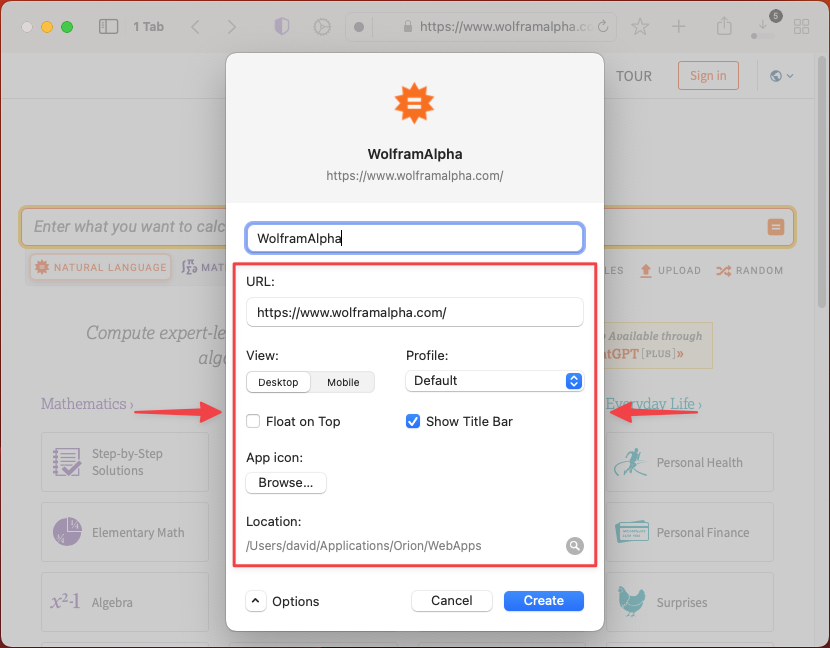 1 Tab
https://www.wolframalpha.co
5
TOUR
Sign in
WolframAlpha
https://www.wolframalpha.com/
Enter what you want to calc
WolframAlpha
NATURAL LANGUAGE
MAT
LES
UPLOAD
RANDOM
URL:
https://www.wolframalpha.com/
Compute expert-le
algo
Available through
atGPT [PLUS] »
View:
Profile:
Desktop
Mobile
Default
Mathematics ›
Everyday Life ›
Float on Top
Show Title Bar
Step-by-Step
Solutions
App icon:
Browse...
Personal Health
Elementary Math
Location:
/Users/david/Applications/Orion/WebApps
Personal Finance
x²-1
Algebra
Options
Cancel
Create
Surprises